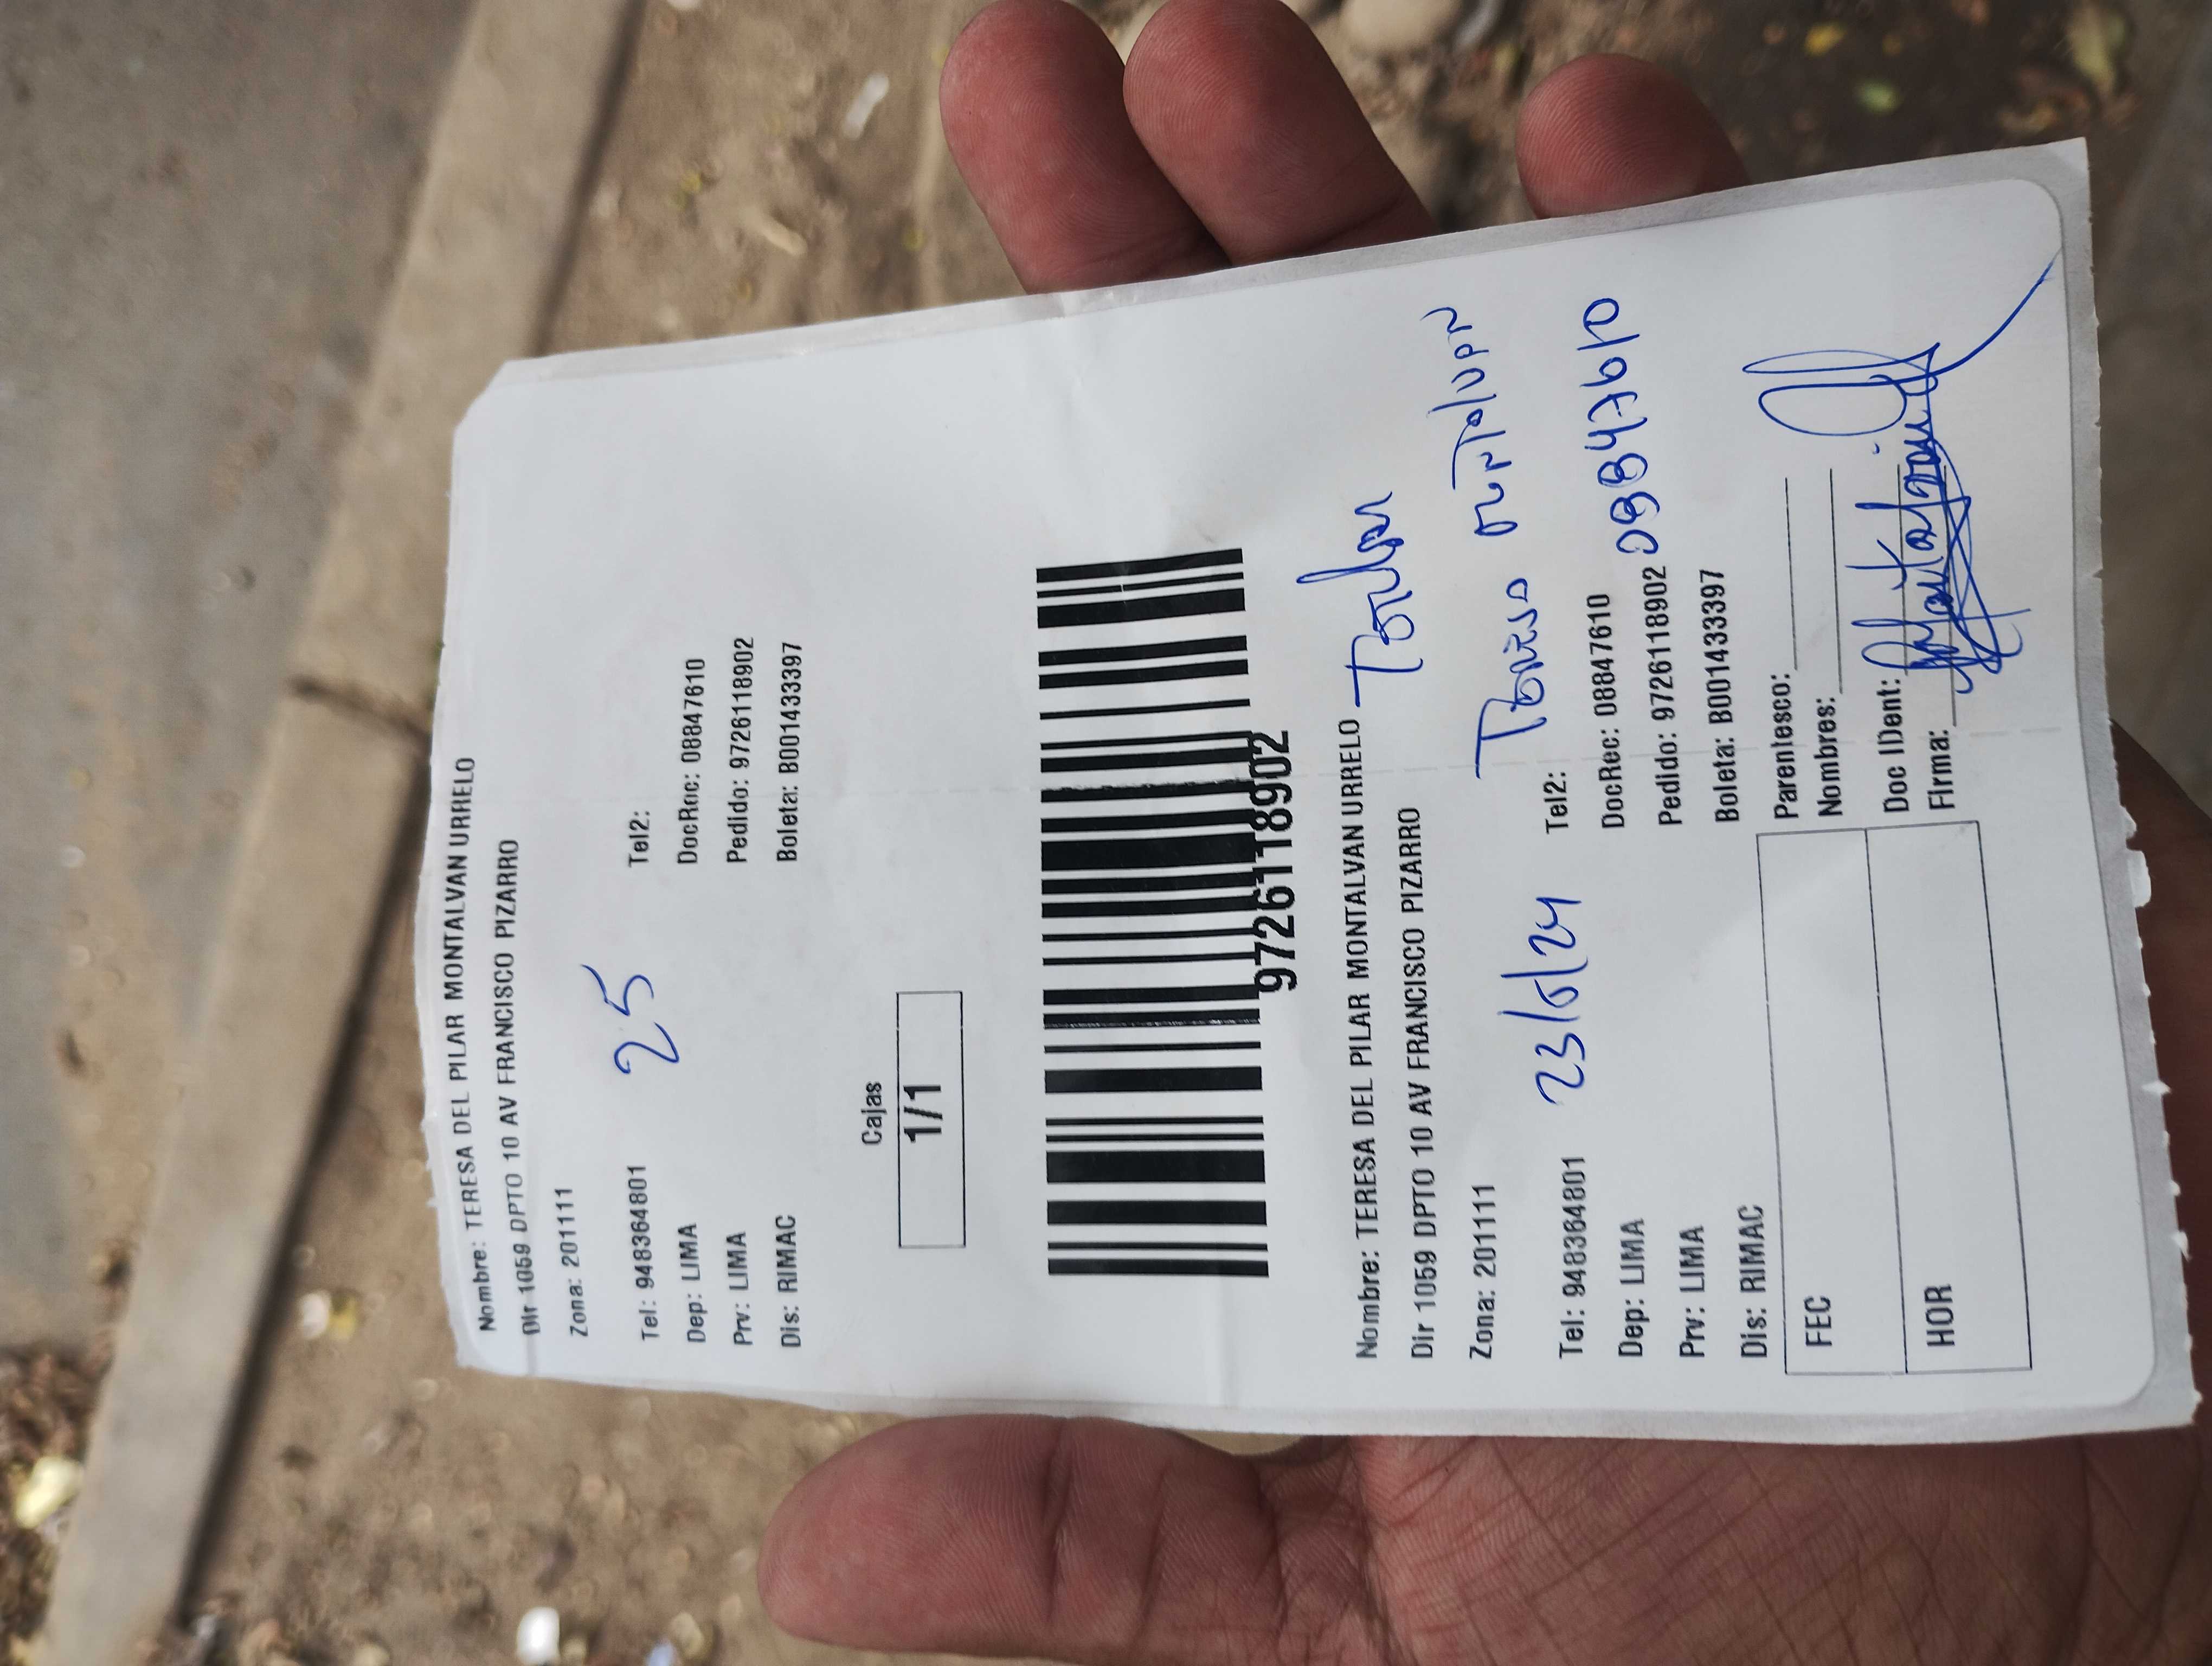 Nombre: TERESA DEL PILAR MONTALVAN URRELO
Dir 1059 DPTO 10 AV FRANCISCO PIZARRO
Zona: 201111
25
Tel: 948364801 Tel2:
Dep: LIMA DocRec: 08847610
Prv: LIMA Pedido: 9726118902
Dis: RIMAC Boleta: B001433397
Cajas
1/1
9726118902
Nombre: TERESA DEL PILAR MONTALVAN URRELO
Dir 1059 DPTO 10 AV FRANCISCO PIZARRO
Zona: 201111
Teresa Montalvan
Tel: 948364801 Tel2:
Dep: LIMA DocRec: 08847610
08847610
Prv: LIMA Pedido: 9726118902
Dis: RIMAC Boleta: B001433397
FEC Parentesco:
Nombres:
HOR Doc IDent:
Firma: